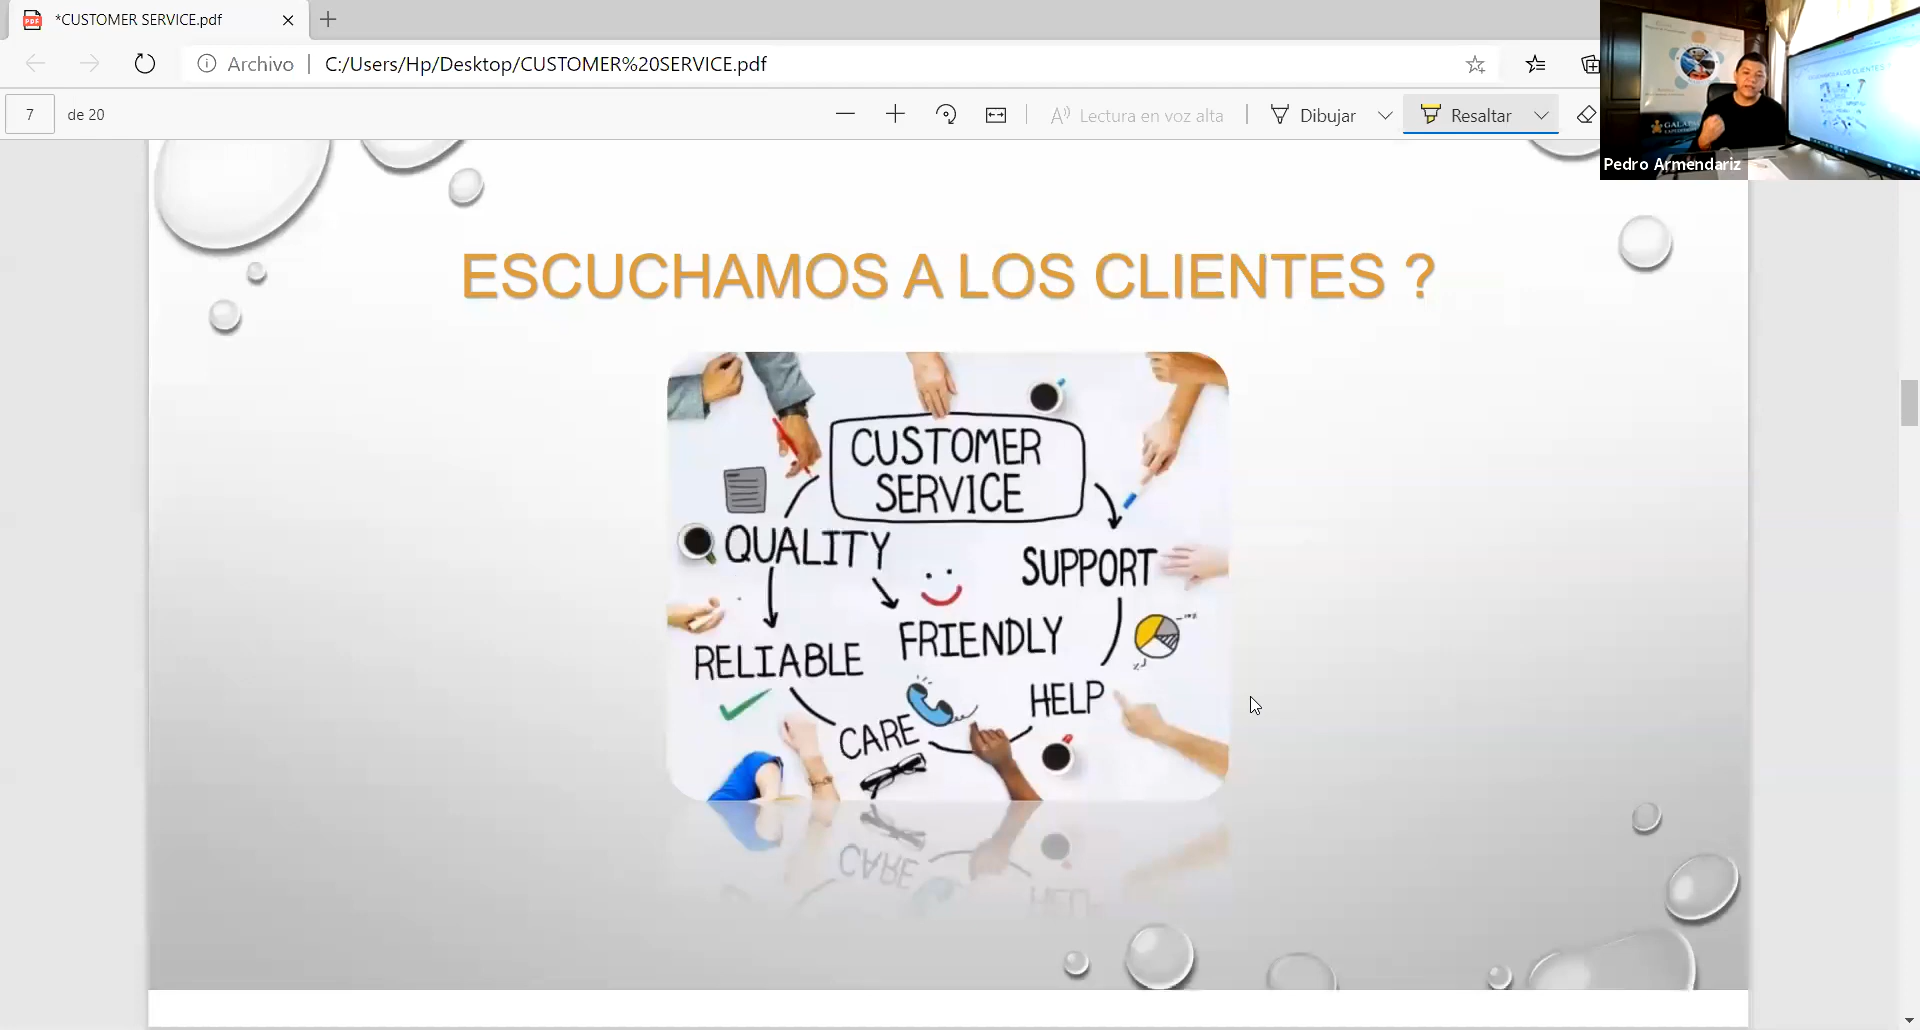 *CUSTOMER SERVICE.pdf
Archivo | C:/Users/Hp/Desktop/CUSTOMER%20SERVICE.pdf
7 de 20
Lectura en voz alta
Dibujar
Resaltar
Pedro Armendariz
ESCUCHAMOS A LOS CLIENTES ?
CUSTOMER
SERVICE
QUALITY
SUPPORT
FRIENDLY
RELIABLE
HELP
CARE